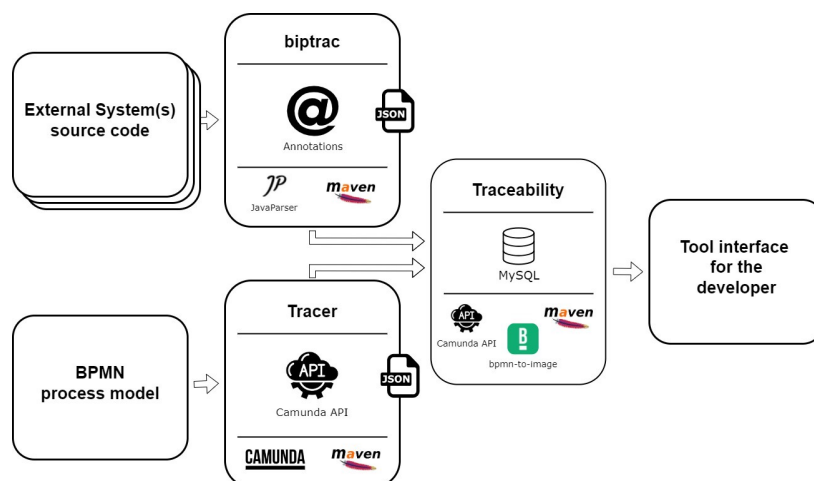 biptrac
External System(s)
source code
@
Annotations
JSON
JP
JavaParser
maven
Traceability
MySQL
API
Camunda API
maven
B
bpmn-to-image
Tool interface
for the
developer
BPMN
process model
Tracer
API
Camunda API
JSON
CAMUNDA
maven